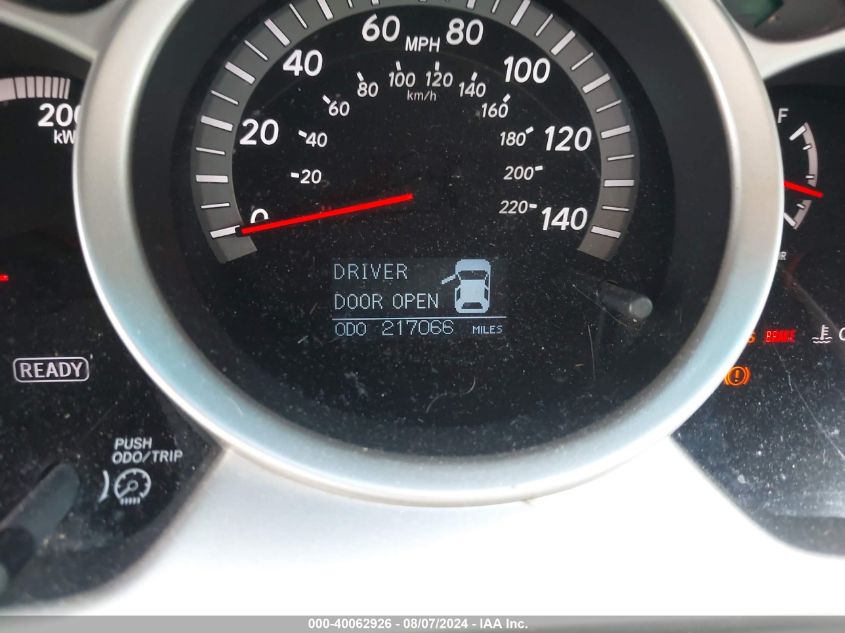 60 MPH 80
40 100
20 120
0 140
100 120
80 km/h 140
60 160
40 180
20 200
220
200
kW
F
DRIVER
DOOR OPEN
ODO 217066 MILES
READY
BRAKE
PUSH
ODO/TRIP
000-40062926 - 08/07/2024 - IAA Inc.